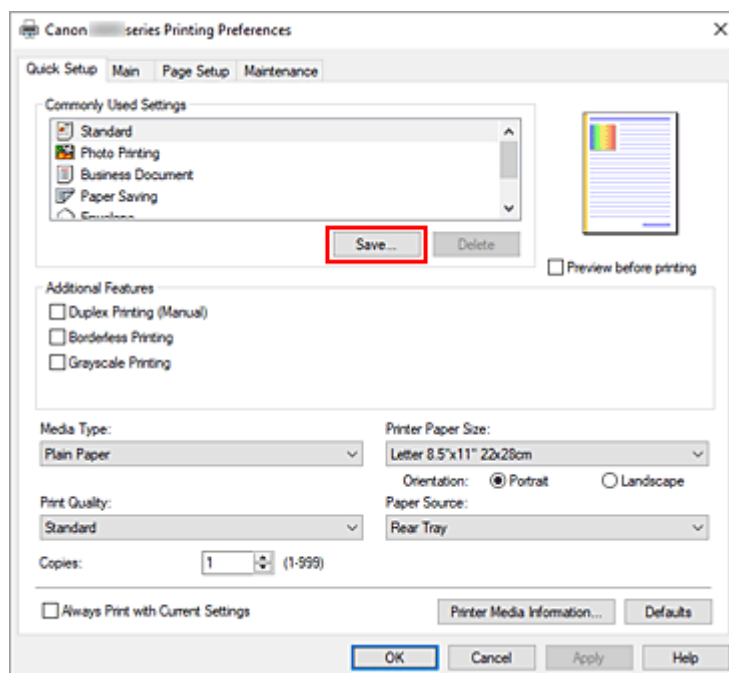 Canon series Printing Preferences
Quick Setup Main Page Setup Maintenance
Commonly Used Settings
Standard
Photo Printing
Business Document
Paper Saving
Envelope
Save... Delete
Preview before printing
Additional Features
Duplex Printing (Manual)
Borderless Printing
Grayscale Printing
Media Type: Printer Paper Size:
Plain Paper Letter 8.5"x11" 22x28cm
Orientation: Portrait Landscape
Print Quality: Paper Source:
Standard Rear Tray
Copies: 1 (1-999)
Always Print with Current Settings Printer Media Information... Defaults
OK Cancel Apply Help